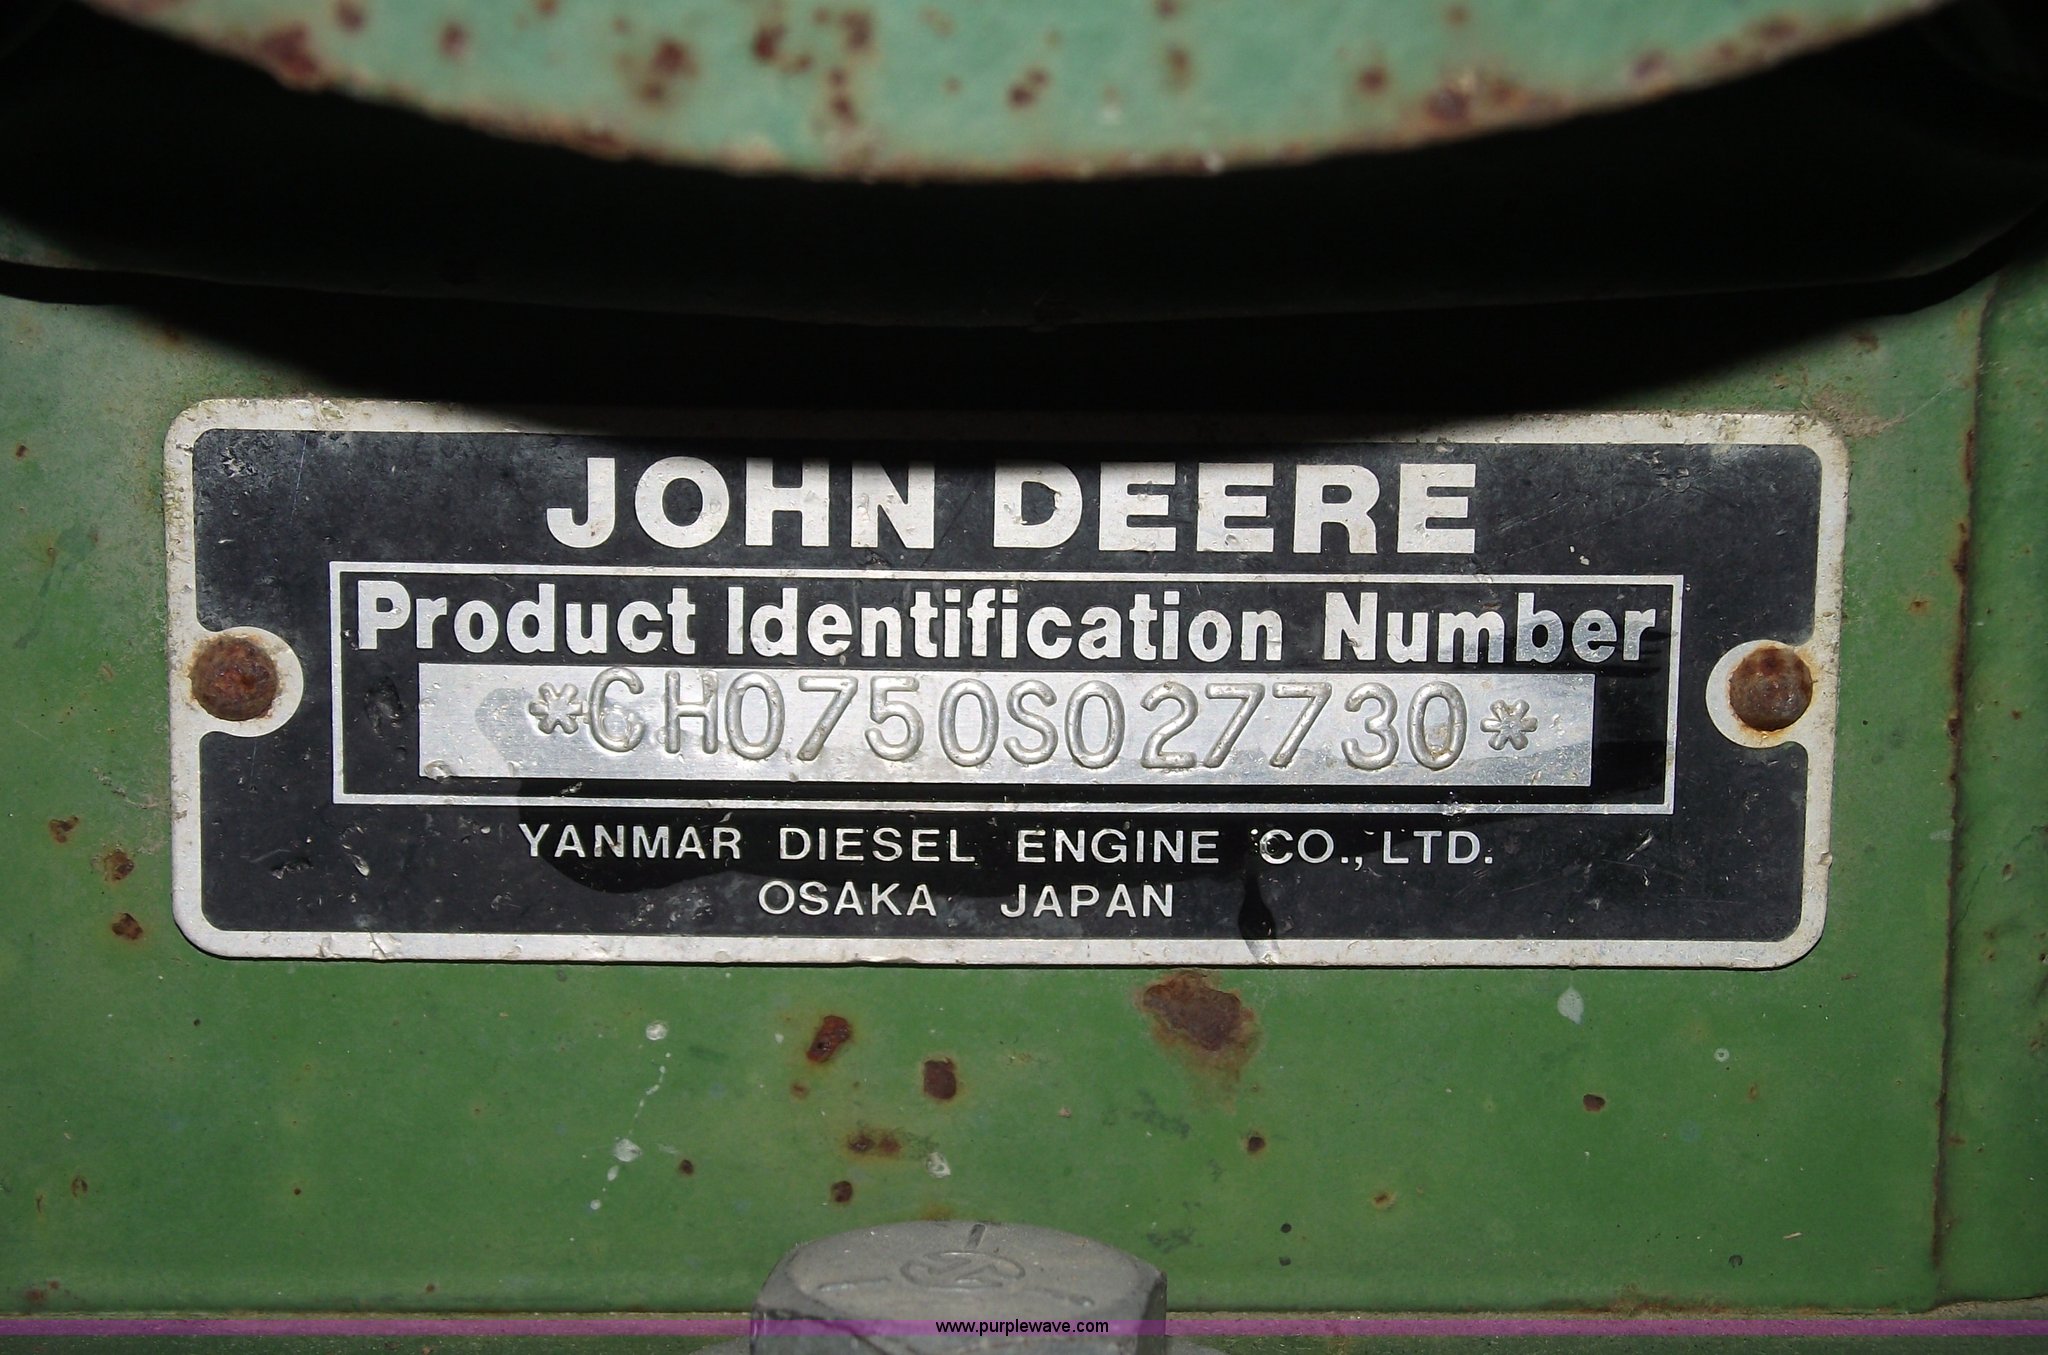 JOHN DEERE
Product Identification Number
*CH0750S027730*
YANMAR DIESEL ENGINE CO., LTD.
OSAKA JAPAN
www.purplewave.com